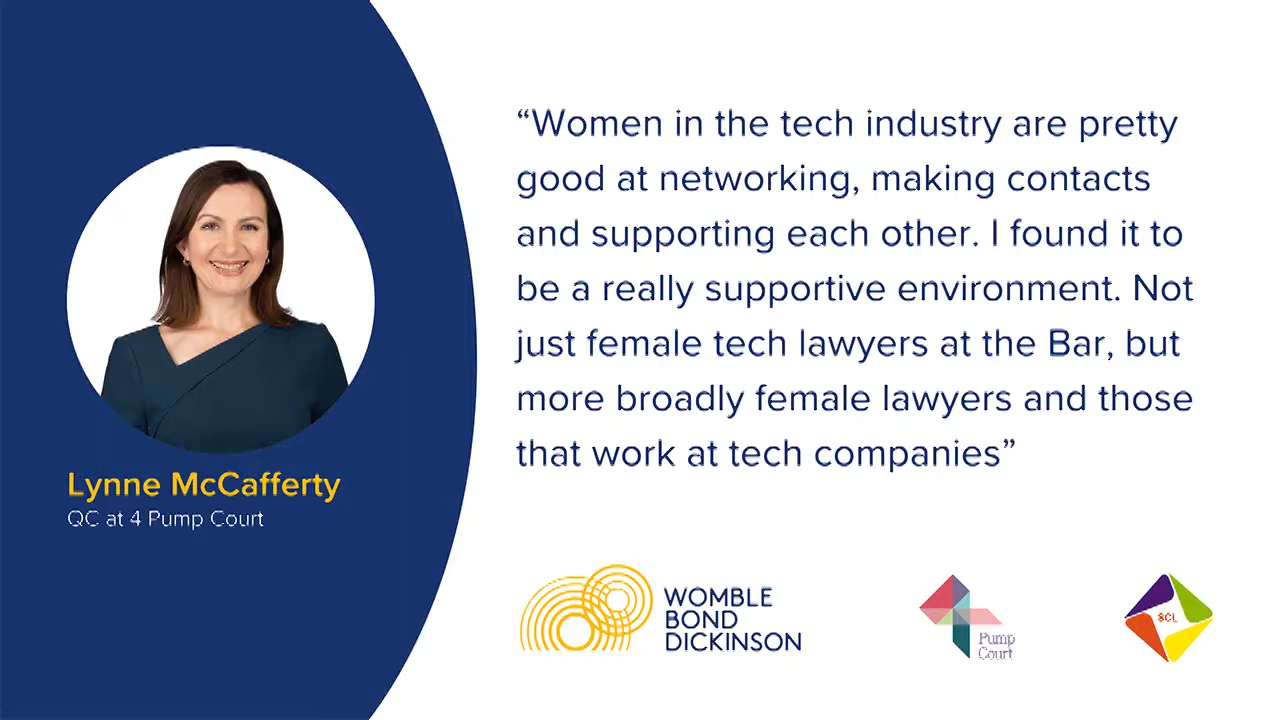 “Women in the tech industry are pretty
good at networking, making contacts
and supporting each other. I found it to
be a really supportive environment. Not
just female tech lawyers at the Bar, but
more broadly female lawyers and those
that work at tech companies”
Lynne McCafferty
QC at 4 Pump Court
WOMBLE
BOND
DICKINSON
4 Pump
Court
SCL